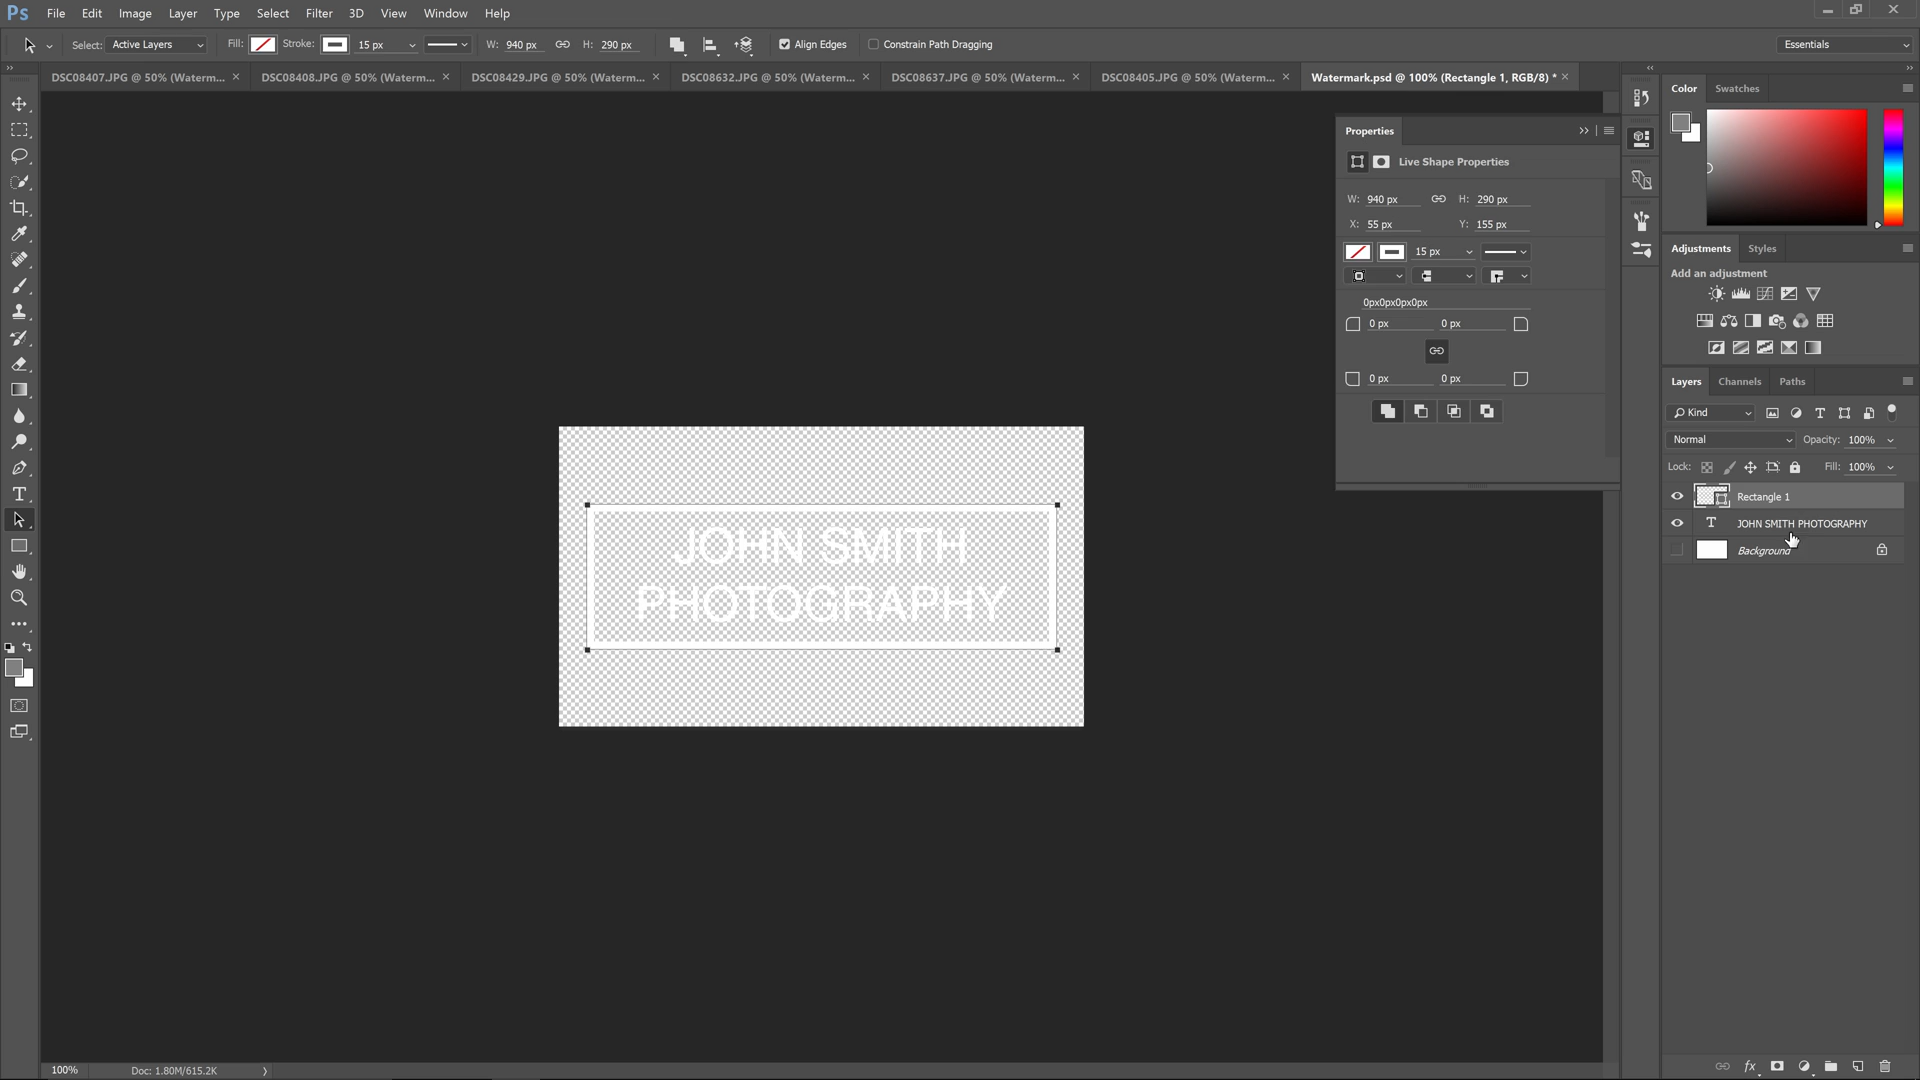 Ps File Edit Image Layer Type Select Filter 3D View Window Help
Select: Active Layers Fill: Stroke: 15 px W: 940 px H: 290 px Align Edges Constrain Path Dragging Essentials
DSC08407.JPG @ 50% (Waterm... × DSC08408.JPG @ 50% (Waterm... × DSC08429.JPG @ 50% (Waterm... × DSC08632.JPG @ 50% (Waterm... × DSC08637.JPG @ 50% (Waterm... × DSC08405.JPG @ 50% (Waterm... × Watermark.psd @ 100% (Rectangle 1, RGB/8) * ×
Color Swatches
Properties
Live Shape Properties
W: 940 px H: 290 px
X: 55 px Y: 155 px
15 px
0px0px0px0px
0 px 0 px
0 px 0 px
Adjustments Styles
Add an adjustment
Layers Channels Paths
Kind
Normal Opacity: 100%
Lock: Fill: 100%
Rectangle 1
T JOHN SMITH PHOTOGRAPHY
Background
JOHN SMITH
PHOTOGRAPHY
100% Doc: 1.80M/615.2K
fx